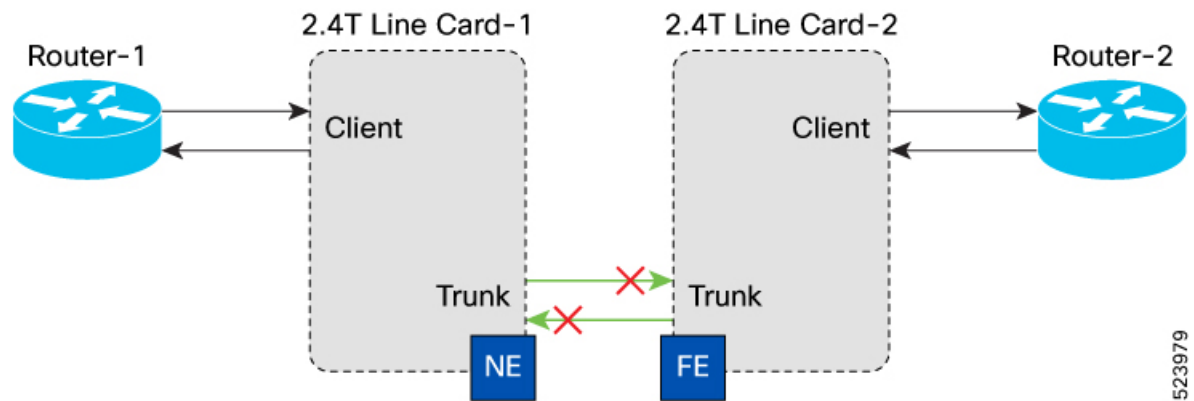 2.4T Line Card-1
2.4T Line Card-2
Router-1
Router-2
Client
Client
Trunk
Trunk
NE
FE
523979